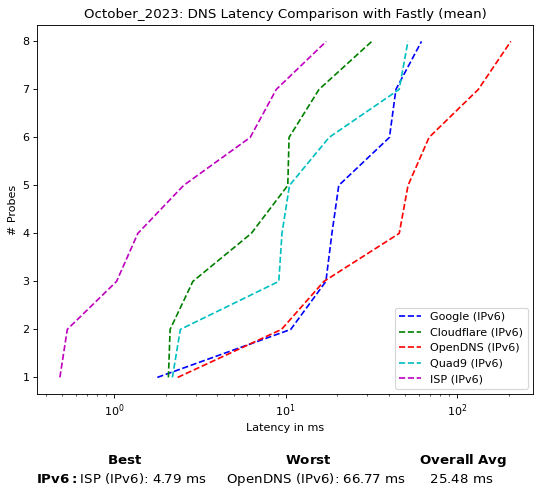 October_2023: DNS Latency Comparison with Fastly (mean)
# Probes
8
7
6
5
4
3
2
1
Google (IPv6)
Cloudflare (IPv6)
OpenDNS (IPv6)
Quad9 (IPv6)
ISP (IPv6)
10⁰ 10¹ 10²
Latency in ms
Best Worst Overall Avg
IPv6: ISP (IPv6): 4.79 ms OpenDNS (IPv6): 66.77 ms 25.48 ms